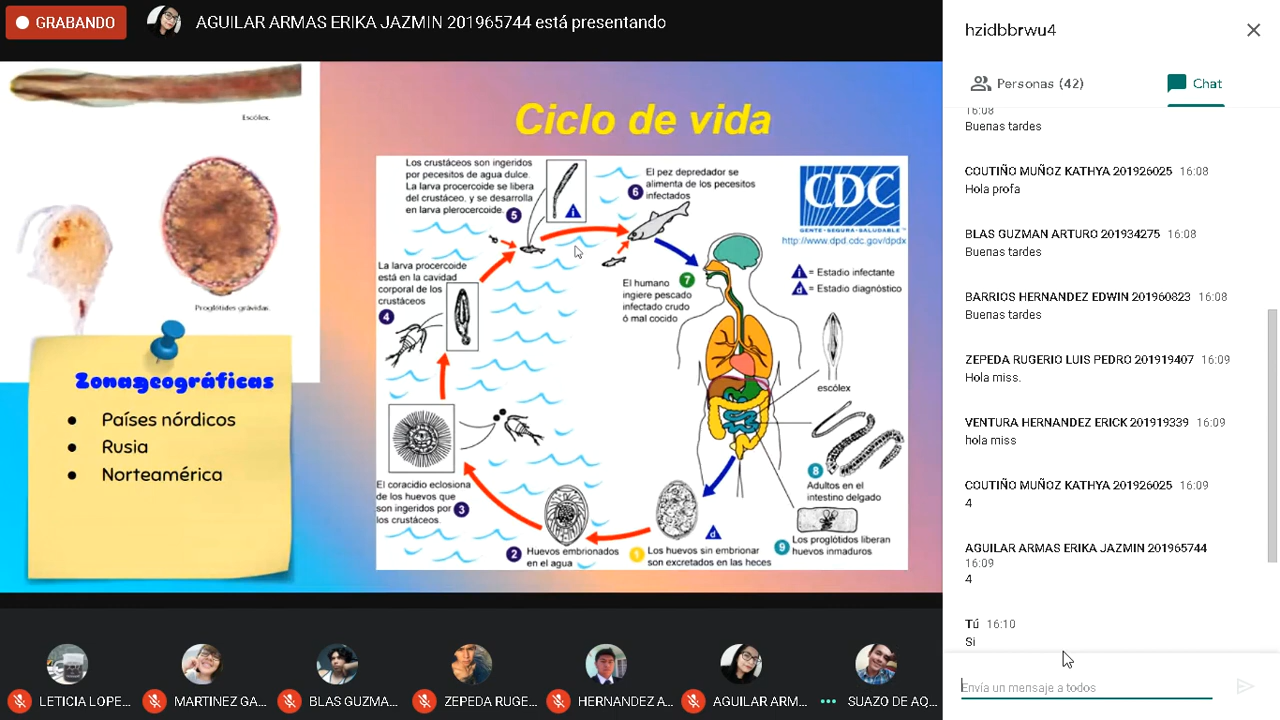 GRABANDO
AGUILAR ARMAS ERIKA JAZMIN 201965744 está presentando
Escólex.
Proglótides grávidas.
Zonasgeográficas
Países nórdicos
Rusia
Norteamérica
Ciclo de vida
Los crustáceos son ingeridos
por pececitos de agua dulce.
La larva procercoide se libera
del crustáceo, y se desarrolla
en larva plerocercoide. 5
i
6
El pez depredador se
alimenta de los pececitos
infectados
CDC
GENTE-SEGURA-SALUDABLE
http://www.dpd.cdc.gov/dpdx
i = Estadio infectante
d = Estadio diagnóstico
La larva procercoide
está en la cavidad
corporal de los
crustáceos
4
7
El humano
ingiere pescado
infectado crudo
ó mal cocido
escólex
8
Adultos en el
intestino delgado
El coracidio eclosiona
de los huevos que
son ingeridos por
los crustáceos.
3
2 Huevos embrionados
en el agua
d
1 Los huevos sin embrionar
son excretados en las heces
9 Los proglótidos liberan
huevos inmaduros
LETICIA LOPE...
MARTINEZ GA...
BLAS GUZMA...
ZEPEDA RUGE...
HERNANDEZ A...
AGUILAR ARM...
SUAZO DE AQ...
hzidbbrwu4
Personas (42)
Chat
16:08
Buenas tardes
COUTIÑO MUÑOZ KATHYA 201926025 16:08
Hola profa
BLAS GUZMAN ARTURO 201934275 16:08
Buenas tardes
BARRIOS HERNANDEZ EDWIN 201960823 16:08
Buenas tardes
ZEPEDA RUGERIO LUIS PEDRO 201919407 16:09
Hola miss.
VENTURA HERNANDEZ ERICK 201919339 16:09
hola miss
COUTIÑO MUÑOZ KATHYA 201926025 16:09
4
AGUILAR ARMAS ERIKA JAZMIN 201965744
16:09
4
Tú 16:10
Si
Envía un mensaje a todos